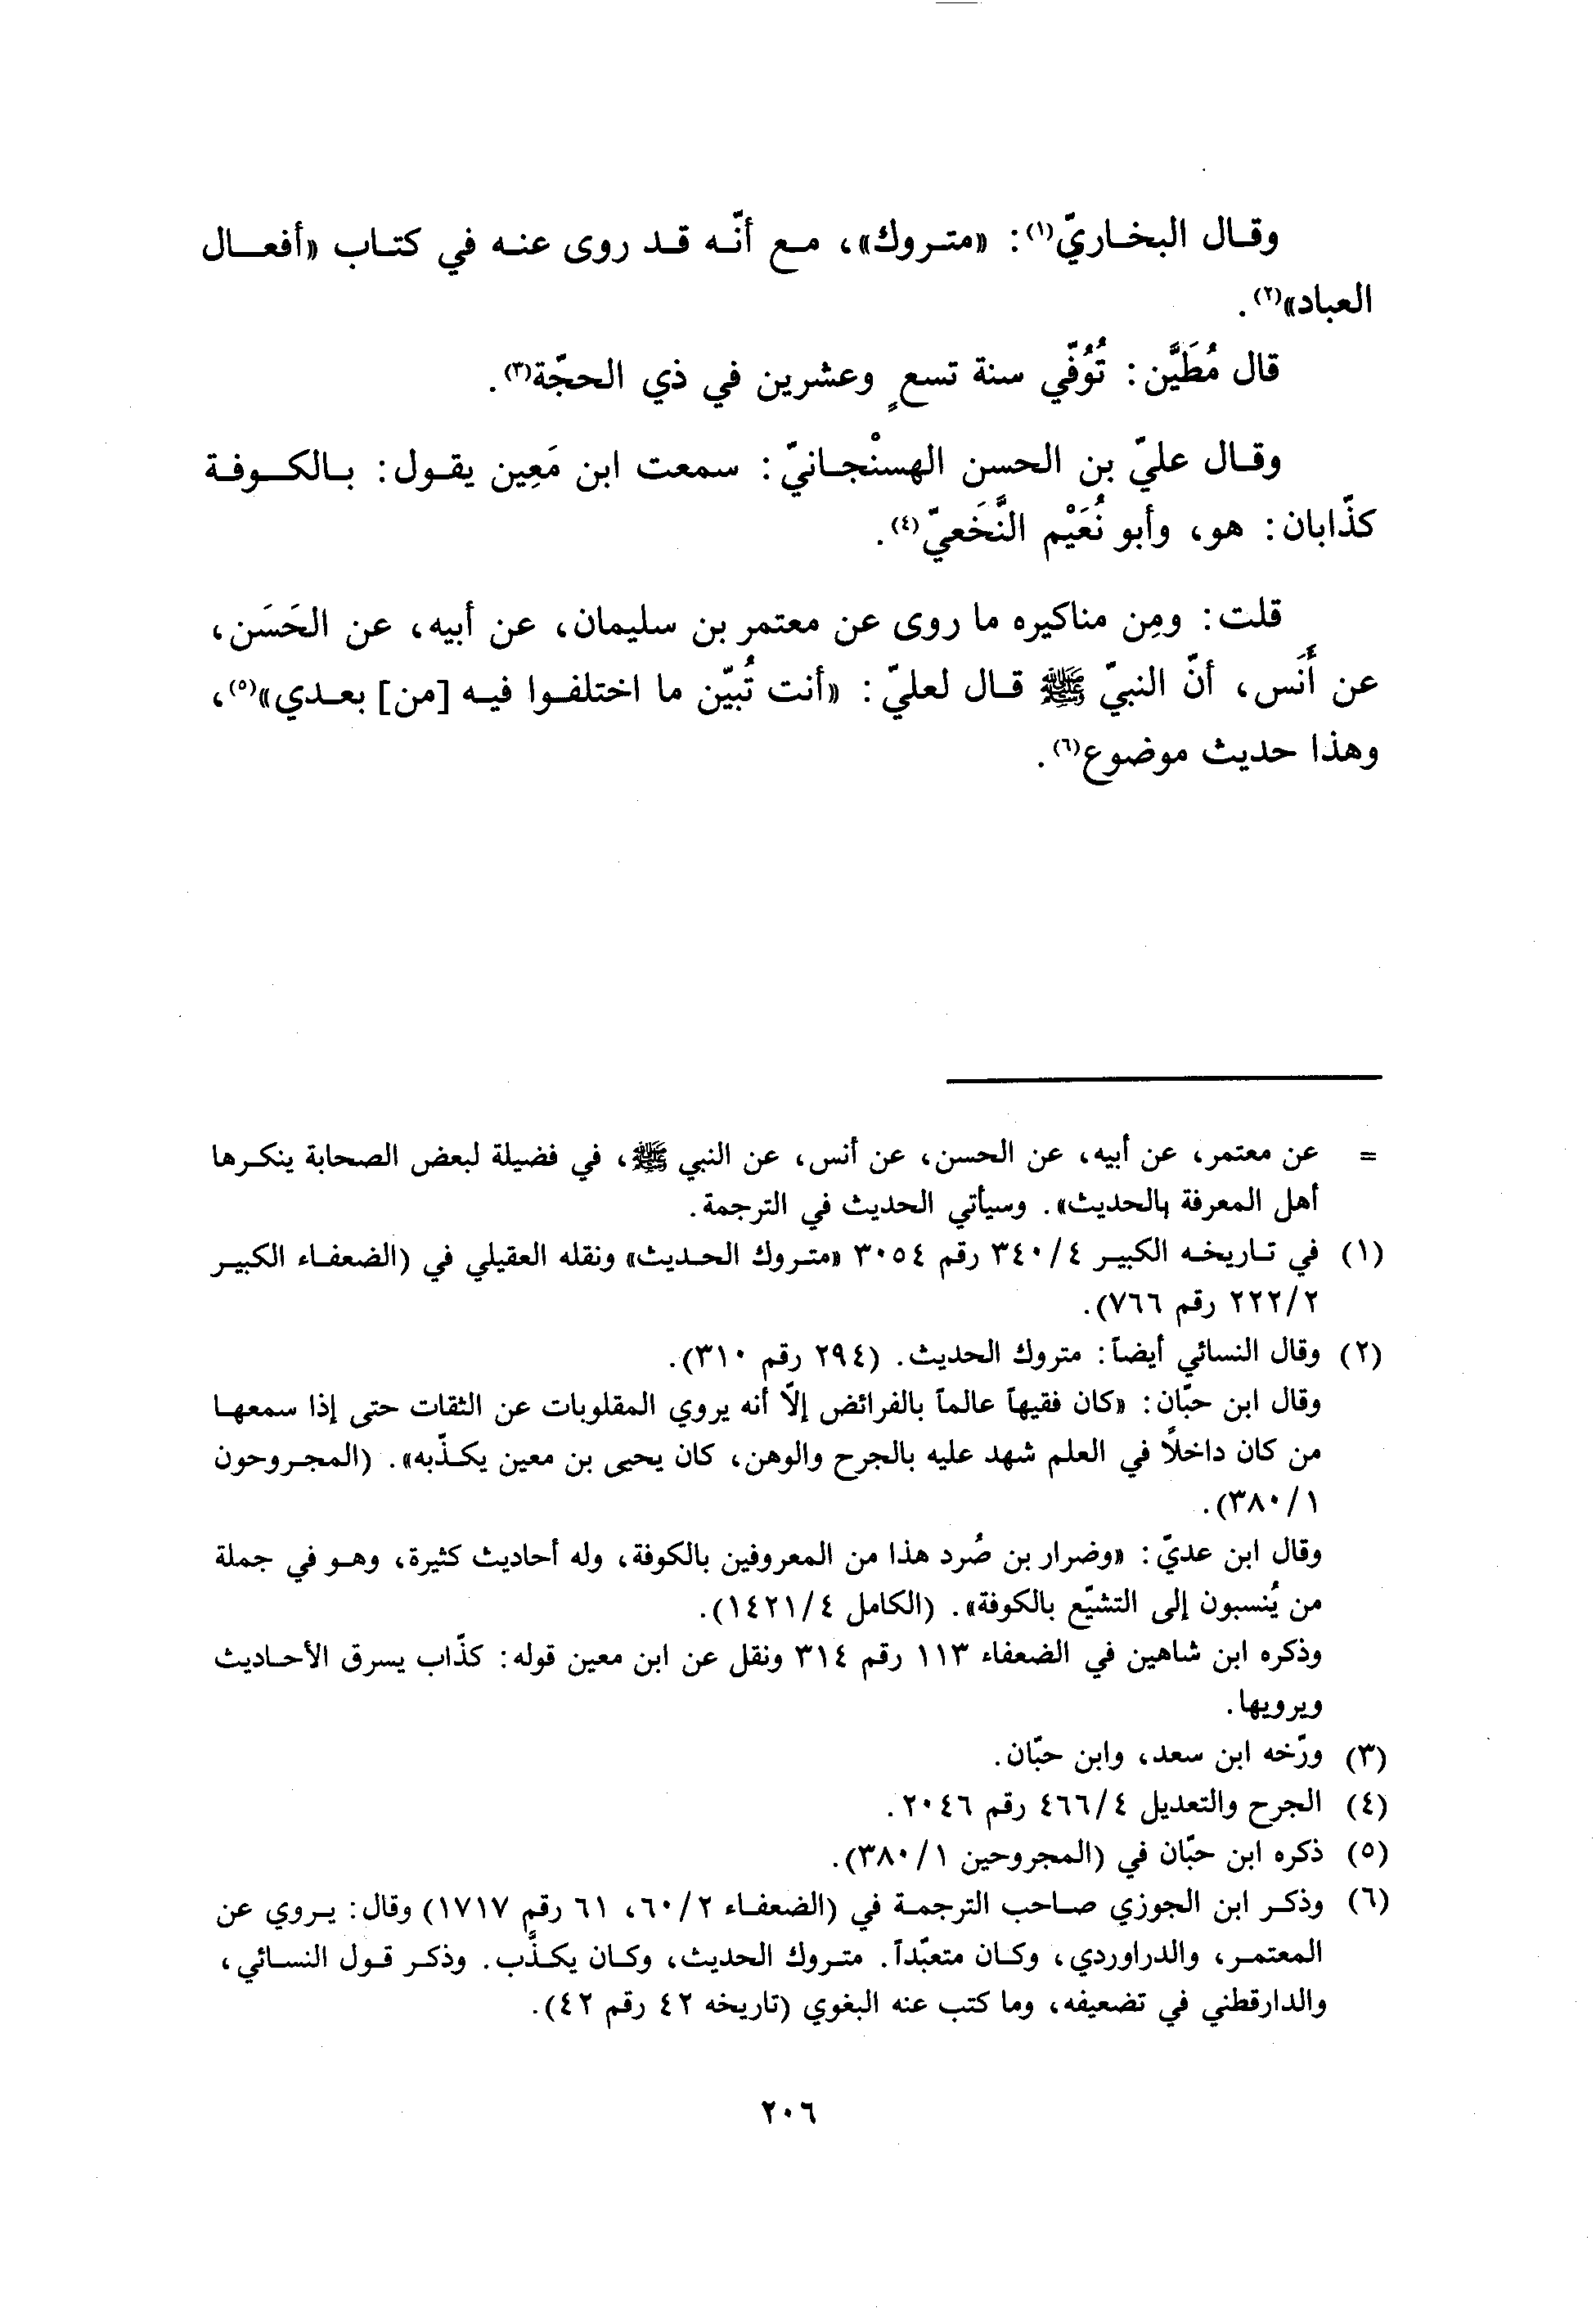 وقال البخاريّ(١): «متروك»، مع أنّه قد روى عنه في كتاب «أفعال
العباد»(٢).
قال مُطَيَّن: تُوُفّي سنة تسعٍ وعشرين في ذي الحجّة(٣).
وقال عليّ بن الحسن الهسنْجانيّ: سمعت ابن مَعِين يقول: بالكوفة
كذّابان: هو، وأبو نُعَيْم النَّخَعيّ(٤).
قلت: ومِن مناكيره ما روى عن معتمر بن سليمان، عن أبيه، عن الحَسَن،
عن أَنَس، أنّ النبيّ ﷺ قال لعليّ: «أنت تُبيّن ما اختلفوا فيه [من] بعدي»(٥)،
وهذا حديث موضوع(٦).
= عن معتمر، عن أبيه، عن الحسن، عن أنس، عن النبي ﷺ، في فضيلة لبعض الصحابة ينكرها
أهل المعرفة بالحديث». وسيأتي الحديث في الترجمة.
(١) في تاريخه الكبير ٣٤٠/٤ رقم ٣٠٥٤ «متروك الحديث» ونقله العقيلي في (الضعفاء الكبير
٢٢٢/٢ رقم ٧٦٦).
(٢) وقال النسائي أيضاً: متروك الحديث. (٢٩٤ رقم ٣١٠).
وقال ابن حبّان: «كان فقيهاً عالماً بالفرائض إلّا أنه يروي المقلوبات عن الثقات حتى إذا سمعها
من كان داخلًا في العلم شهد عليه بالجرح والوهن، كان يحيى بن معين يكذّبه». (المجروحون
٣٨٠/١).
وقال ابن عديّ: «وضرار بن صُرد هذا من المعروفين بالكوفة، وله أحاديث كثيرة، وهو في جملة
من يُنسبون إلى التشيّع بالكوفة». (الكامل ١٤٢١/٤).
وذكره ابن شاهين في الضعفاء ١١٣ رقم ٣١٤ ونقل عن ابن معين قوله: كذّاب يسرق الأحاديث
ويرويها.
(٣) ورّخه ابن سعد، وابن حبّان.
(٤) الجرح والتعديل ٤٦٦/٤ رقم ٢٠٤٦.
(٥) ذكره ابن حبّان في (المجروحين ٣٨٠/١).
(٦) وذكر ابن الجوزي صاحب الترجمة في (الضعفاء ٦٠/٢، ٦١ رقم ١٧١٧) وقال: يروي عن
المعتمر، والدراوردي، وكان متعبّداً. متروك الحديث، وكان يكذّب. وذكر قول النسائي،
والدارقطني في تضعيفه، وما كتب عنه البغوي (تاريخه ٤٢ رقم ٤٢).
٢٠٦